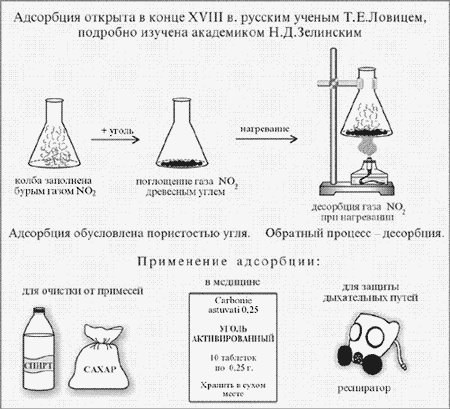 Адсорбция открыта в конце XVIII в. русским ученым Т.Е.Ловицем,
подробно изучена академиком Н.Д.Зелинским
+ уголь
нагревание
колба заполнена
бурым газом NO2
поглощение газа NO2
древесным углем
десорбция газа NO2
при нагревании
Адсорбция обусловлена пористостью угля. Обратный процесс – десорбция.
Применение адсорбции:
для очистки от примесей
в медицине
для защиты
дыхательных путей
СПИРТ
САХАР
Carbonie
astuvati 0,25
УГОЛЬ
АКТИВИРОВАННЫЙ
10 таблеток
по 0,25 г.
Хранить в сухом
месте
респиратор